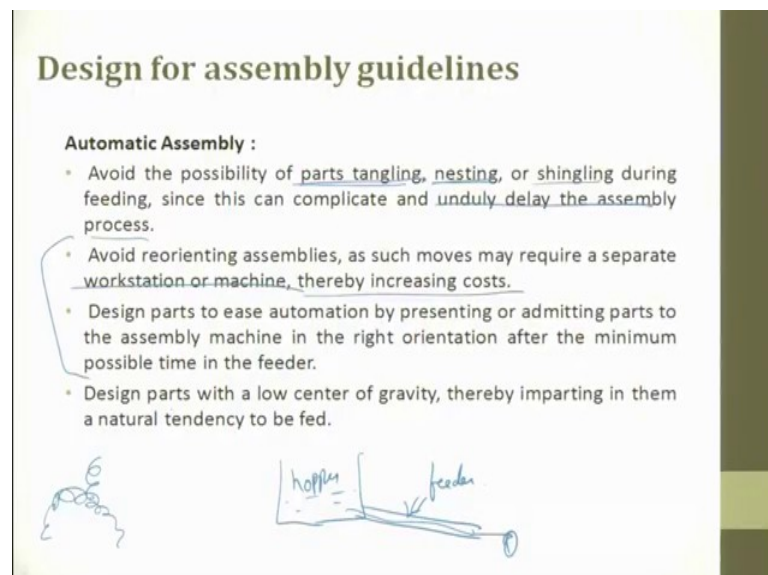 Design for assembly guidelines
Automatic Assembly :
• Avoid the possibility of parts tangling, nesting, or shingling during
feeding, since this can complicate and unduly delay the assembly
process.
• Avoid reorienting assemblies, as such moves may require a separate
workstation or machine, thereby increasing costs.
• Design parts to ease automation by presenting or admitting parts to
the assembly machine in the right orientation after the minimum
possible time in the feeder.
• Design parts with a low center of gravity, thereby imparting in them
a natural tendency to be fed.
hopper feeder